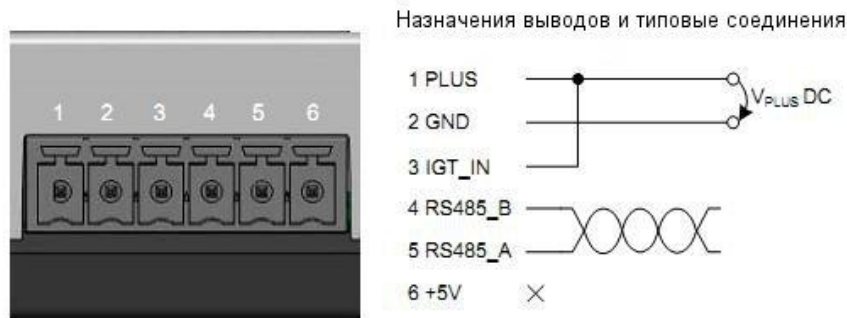 Назначения выводов и типовые соединения
1 2 3 4 5 6
1 PLUS
V PLUS DC
2 GND
3 IGT_IN
4 RS485_B
5 RS485_A
6 +5V